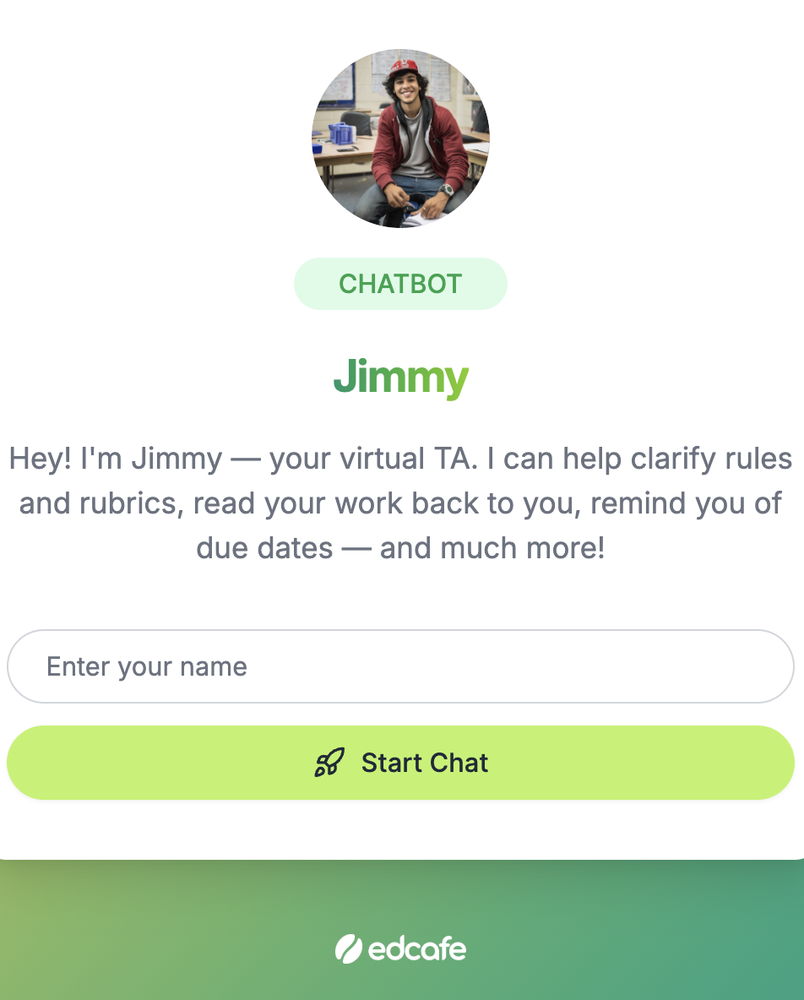 CHATBOT
Jimmy
Hey! I'm Jimmy — your virtual TA. I can help clarify rules
and rubrics, read your work back to you, remind you of
due dates — and much more!
Enter your name
Start Chat
edcafe